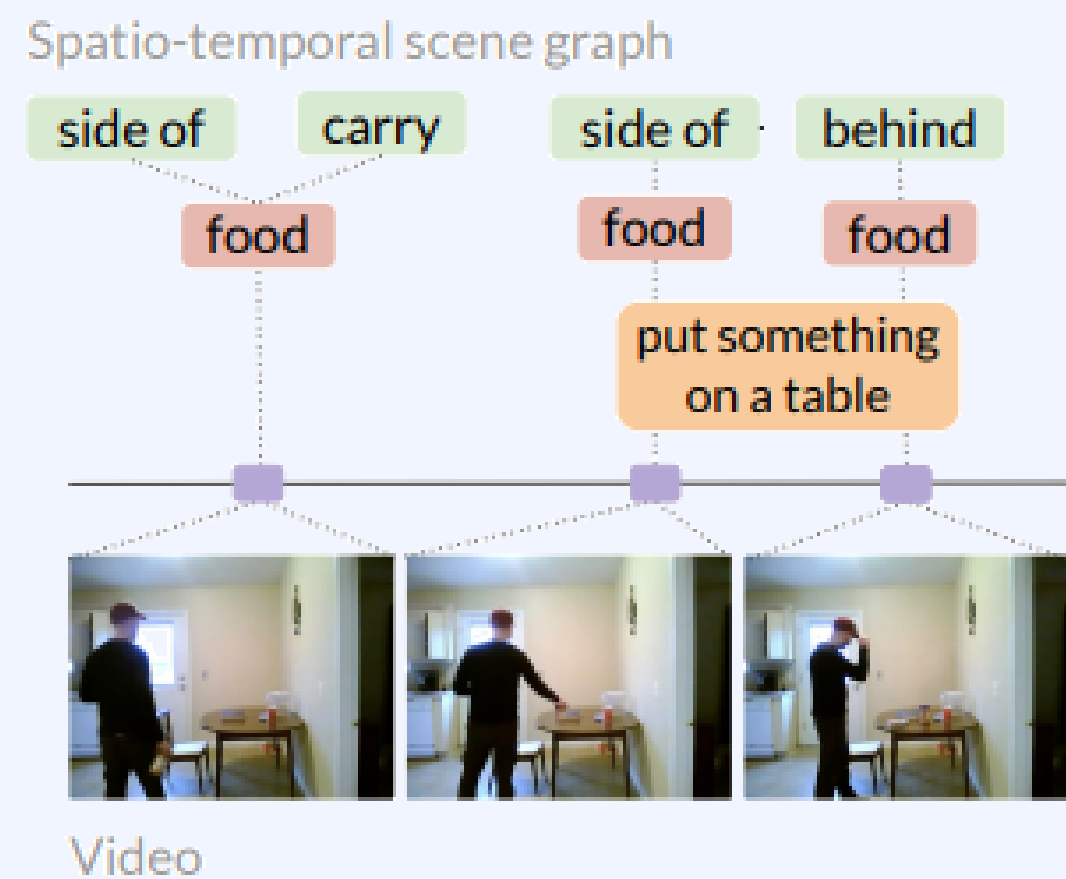 Spatio-temporal scene graph
side of carry side of behind
food food food
put something
on a table
Video